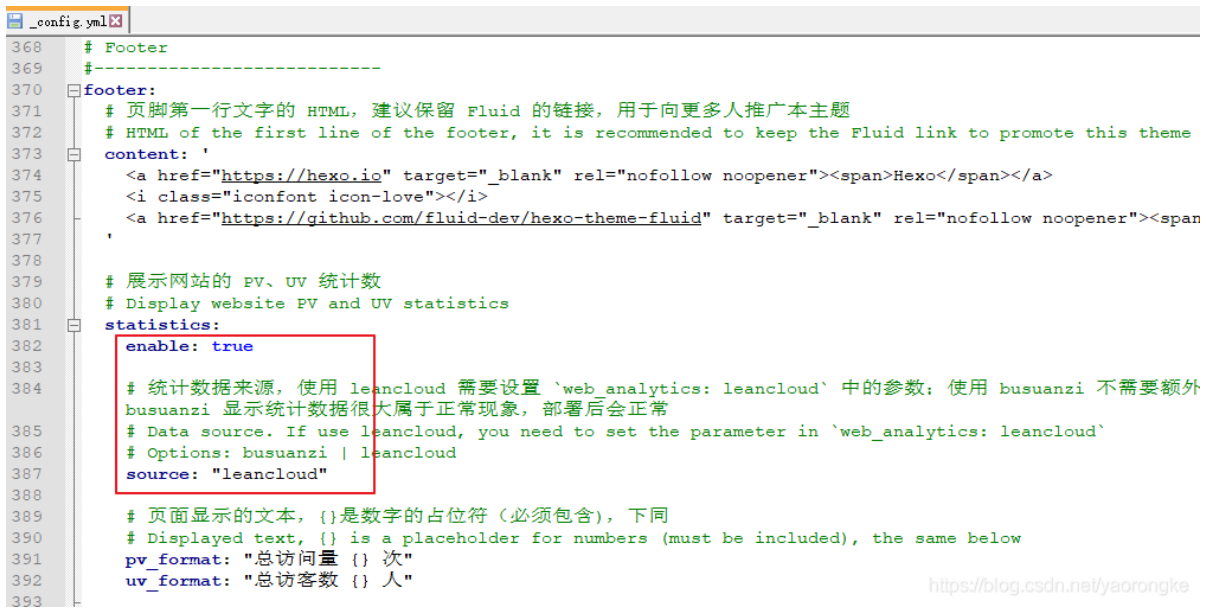 _config.yml
368 # Footer
369 #---------------------------
370 footer:
371 # 页脚第一行文字的 HTML，建议保留 Fluid 的链接，用于向更多人推广本主题
372 # HTML of the first line of the footer, it is recommended to keep the Fluid link to promote this theme
373 content: '
374 <a href="https://hexo.io" target="_blank" rel="nofollow noopener"><span>Hexo</span></a>
375 <i class="iconfont icon-love"></i>
376 <a href="https://github.com/fluid-dev/hexo-theme-fluid" target="_blank" rel="nofollow noopener"><span
377 '
378
379 # 展示网站的 PV、UV 统计数
380 # Display website PV and UV statistics
381 statistics:
382 enable: true
383
384 # 统计数据来源，使用 leancloud 需要设置 `web_analytics: leancloud` 中的参数；使用 busuanzi 不需要额外
busuanzi 显示统计数据很大属于正常现象，部署后会正常
385 # Data source. If use leancloud, you need to set the parameter in `web_analytics: leancloud`
386 # Options: busuanzi | leancloud
387 source: "leancloud"
388
389 # 页面显示的文本，{}是数字的占位符（必须包含)，下同
390 # Displayed text, {} is a placeholder for numbers (must be included), the same below
391 pv_format: "总访问量 {} 次"
392 uv_format: "总访客数 {} 人"
393
https://blog.csdn.net/yaorongke